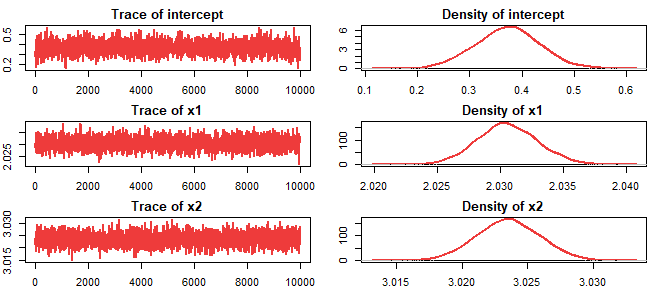 Trace of intercept
0.5
0.2
0 2000 4000 6000 8000 10000
Density of intercept
6
3
0
0.1 0.2 0.3 0.4 0.5 0.6
Trace of x1
2.025
0 2000 4000 6000 8000 10000
Density of x1
100
0
2.020 2.025 2.030 2.035 2.040
Trace of x2
3.030
3.015
0 2000 4000 6000 8000 10000
Density of x2
100
0
3.015 3.020 3.025 3.030